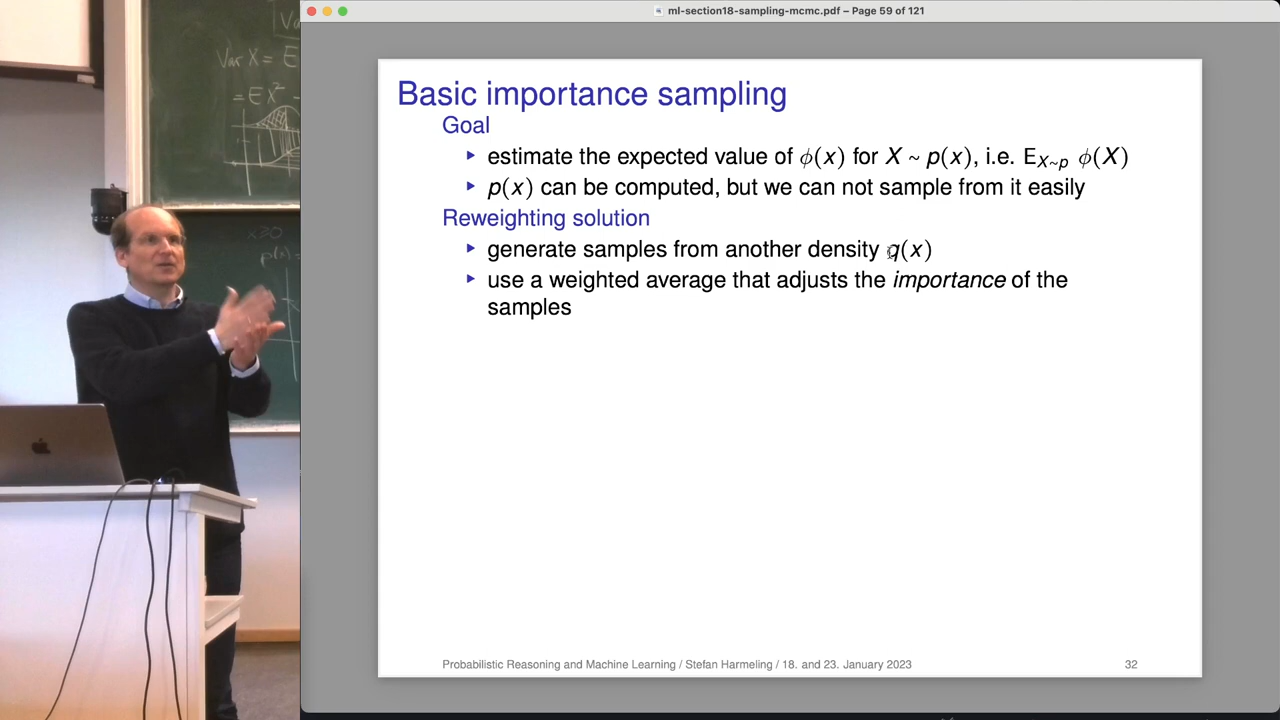 ml-section18-sampling-mcmc.pdf – Page 59 of 121
Var X = E
= EX² -
x≥0
p(x) =
Basic importance sampling
Goal
estimate the expected value of ϕ(x) for X ~ p(x), i.e. E_{X~p} ϕ(X)
p(x) can be computed, but we can not sample from it easily
Reweighting solution
generate samples from another density q(x)
use a weighted average that adjusts the importance of the
samples
Probabilistic Reasoning and Machine Learning / Stefan Harmeling / 18. and 23. January 2023
32